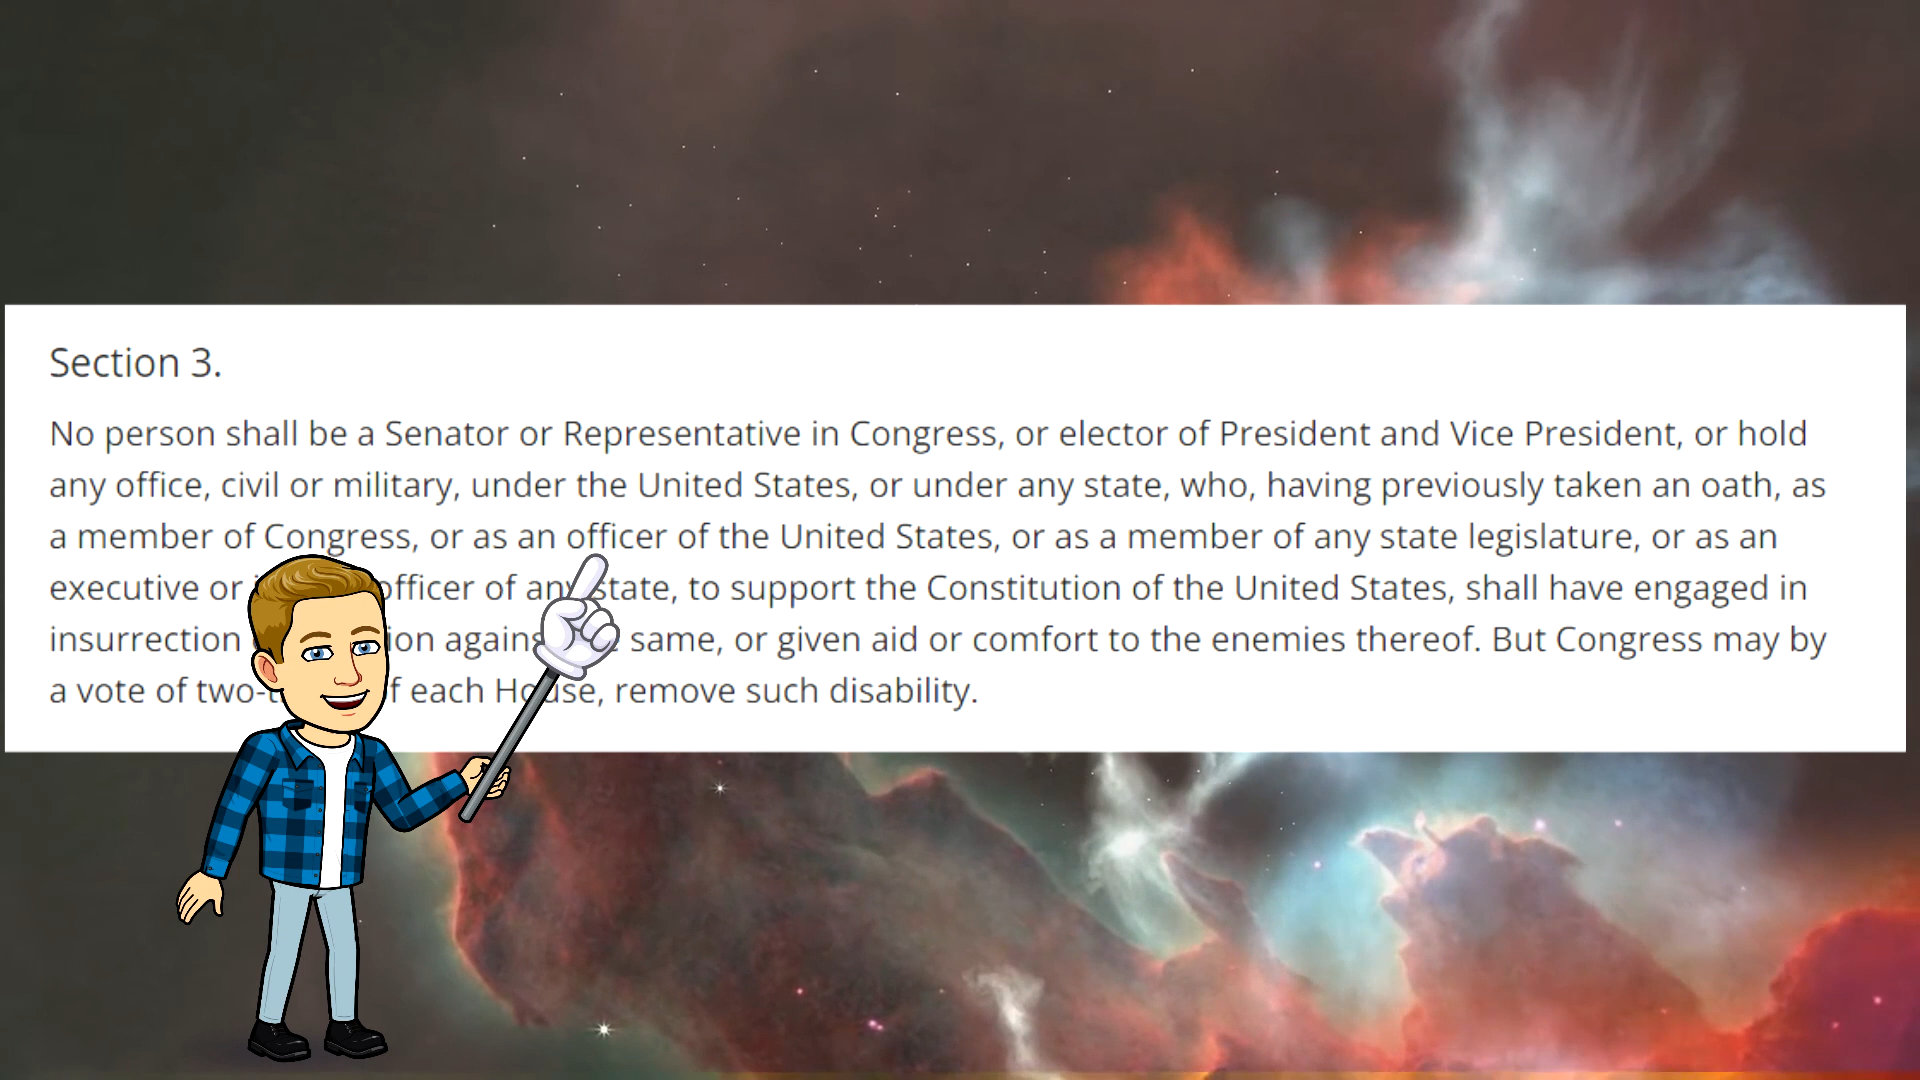 Section 3.
No person shall be a Senator or Representative in Congress, or elector of President and Vice President, or hold
any office, civil or military, under the United States, or under any state, who, having previously taken an oath, as
a member of Congress, or as an officer of the United States, or as a member of any state legislature, or as an
executive or officer of any state, to support the Constitution of the United States, shall have engaged in
insurrection same, or given aid or comfort to the enemies thereof. But Congress may by
a vote of each House, remove such disability.